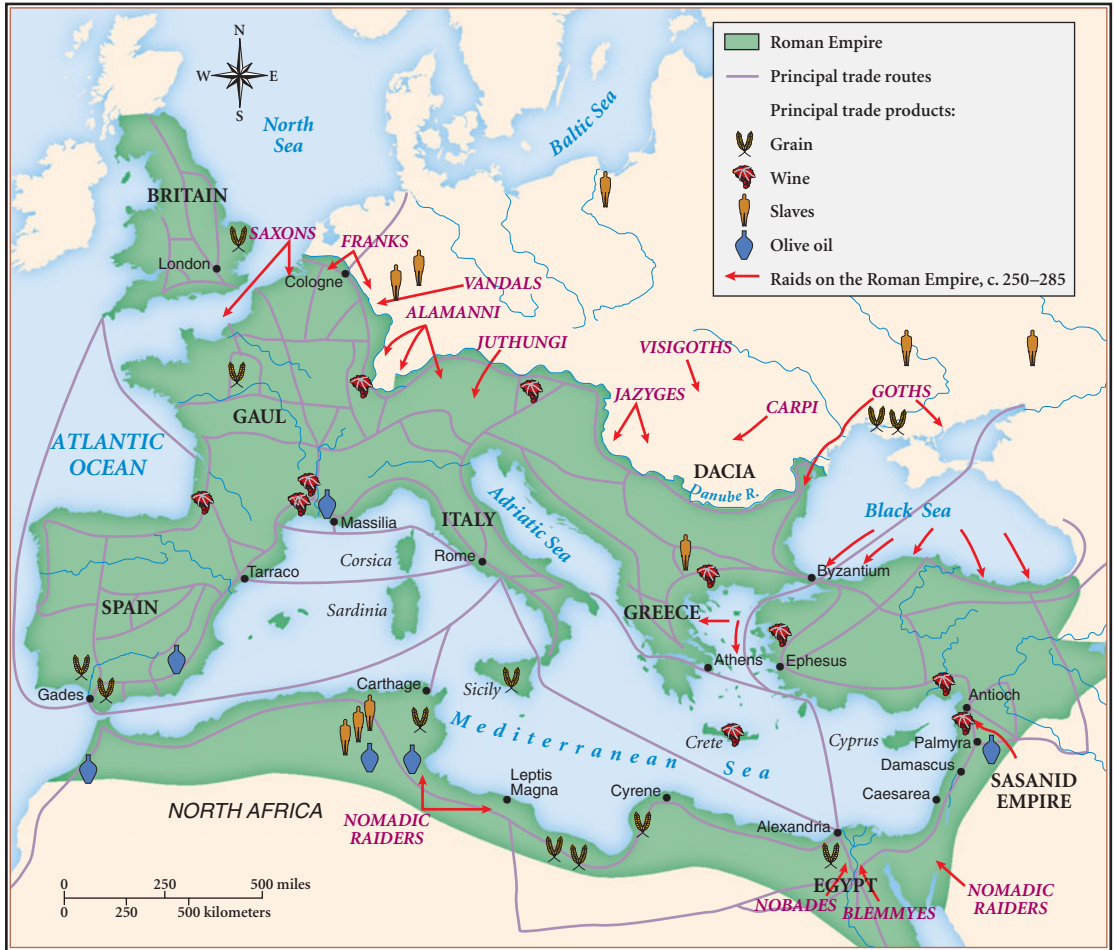 N
W
E
S
Roman Empire
Principal trade routes
Principal trade products:
Grain
Wine
Slaves
Olive oil
Raids on the Roman Empire, c. 250–285
North
Sea
Baltic Sea
BRITAIN
London
SAXONS
FRANKS
Cologne
VANDALS
ALAMANNI
JUTHUNGI
VISIGOTHS
JAZYGES
CARPI
GOTHS
GAUL
ATLANTIC
OCEAN
DACIA
Danube R.
Black Sea
Massilia
ITALY
Adriatic Sea
Corsica
Rome
Byzantium
Tarraco
SPAIN
Sardinia
GREECE
Athens
Ephesus
Gades
Carthage
Sicily
Antioch
Mediterranean Sea
Crete
Cyprus
Palmyra
Damascus
SASANID
EMPIRE
Leptis
Magna
Cyrene
Caesarea
NORTH AFRICA
NOMADIC
RAIDERS
Alexandria
EGYPT
NOBADES
BLEMMYES
NOMADIC
RAIDERS
0 250 500 miles
0 250 500 kilometers